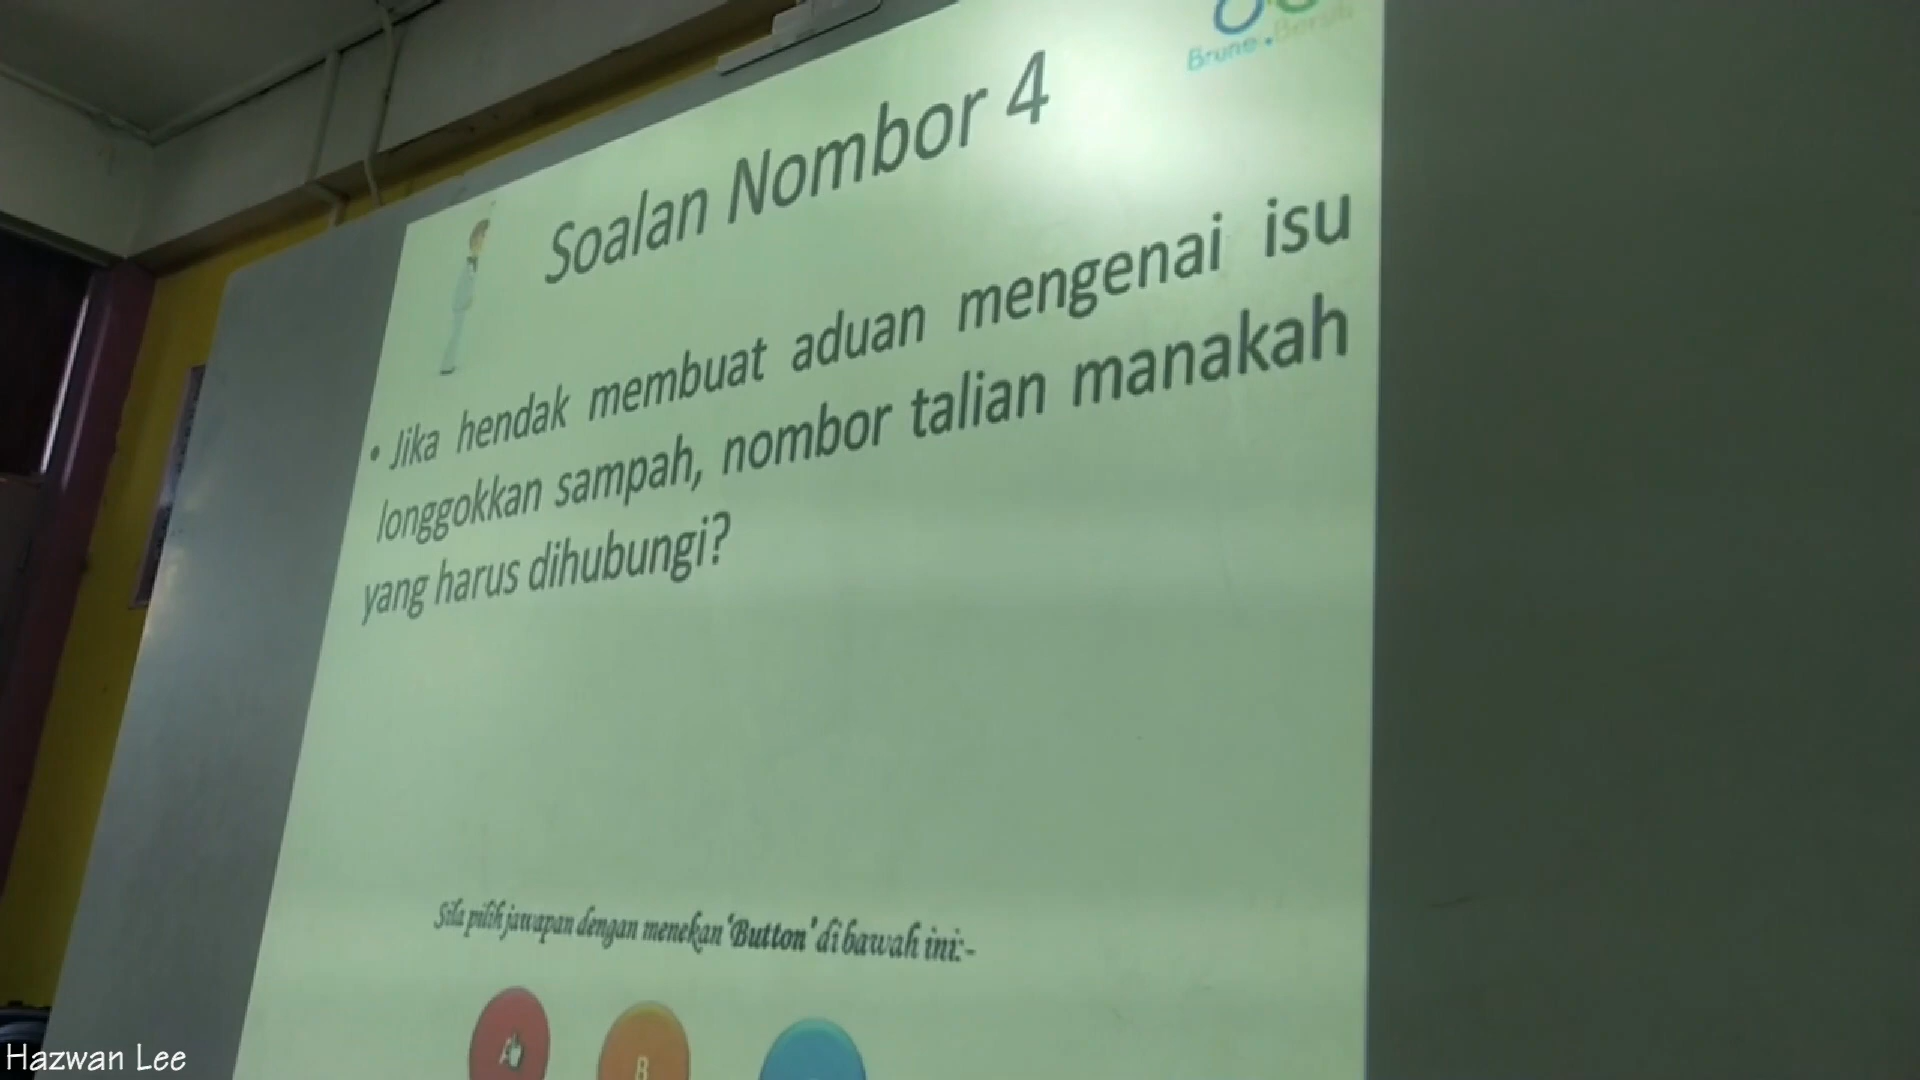 Brune Bersih
Soalan Nombor 4
• Jika hendak membuat aduan mengenai isu
longgokkan sampah, nombor talian manakah
yang harus dihubungi?
Sila pilih jawapan dengan menekan 'Button' di bawah ini:-
A
B
Hazwan Lee